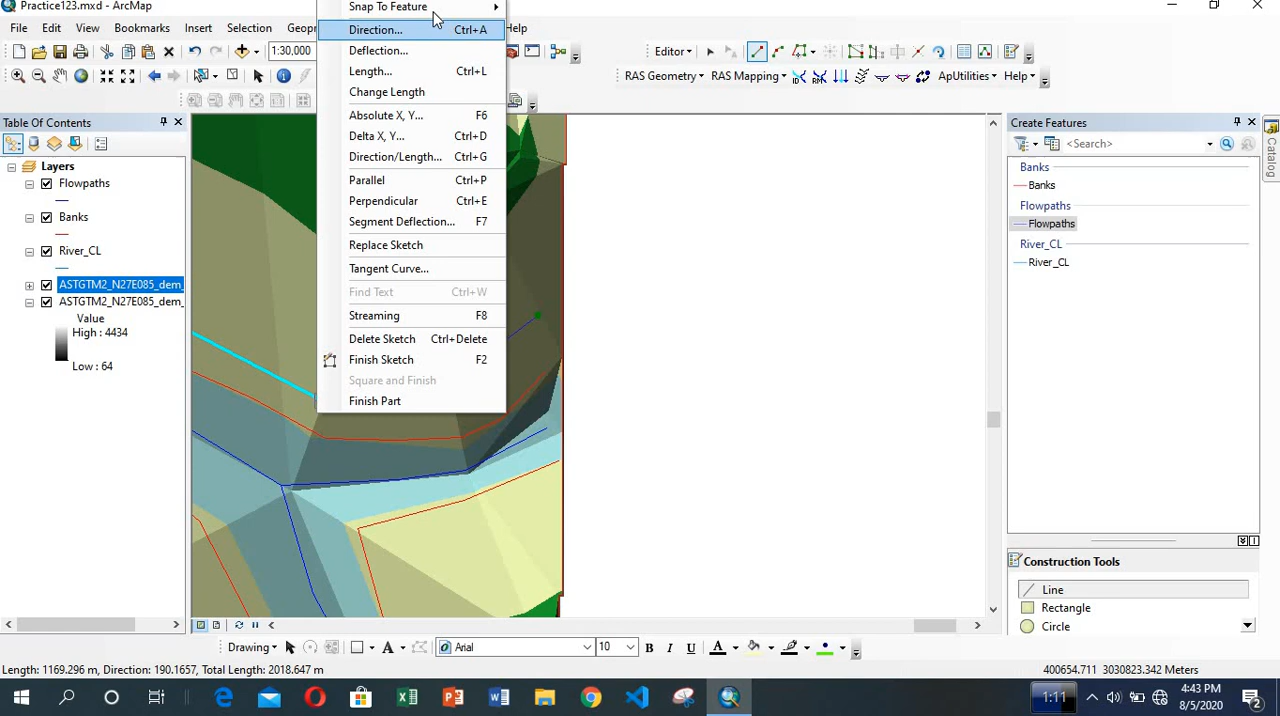 Practice123.mxd - ArcMap
File Edit View Bookmarks Insert Selection Help
1:30,000 Editor
RAS Geometry RAS Mapping ApUtilities Help
Snap To Feature
Direction... Ctrl+A
Deflection...
Length... Ctrl+L
Change Length
Absolute X, Y... F6
Delta X, Y... Ctrl+D
Direction/Length... Ctrl+G
Parallel Ctrl+P
Perpendicular Ctrl+E
Segment Deflection... F7
Replace Sketch
Tangent Curve...
Find Text Ctrl+W
Streaming F8
Delete Sketch Ctrl+Delete
Finish Sketch F2
Square and Finish
Finish Part
Table Of Contents
Layers
Flowpaths
Banks
River_CL
ASTGTM2_N27E085_dem_
ASTGTM2_N27E085_dem_
Value
High : 4434
Low : 64
Create Features
<Search>
Banks
Banks
Flowpaths
Flowpaths
River_CL
River_CL
Construction Tools
Line
Rectangle
Circle
Catalog
Drawing A Arial 10 B I U A
Length: 1169.296 m, Direction: 190.1657, Total Length: 2018.647 m
400654.711 3030823.342 Meters
1:11
4:43 PM
8/5/2020
2